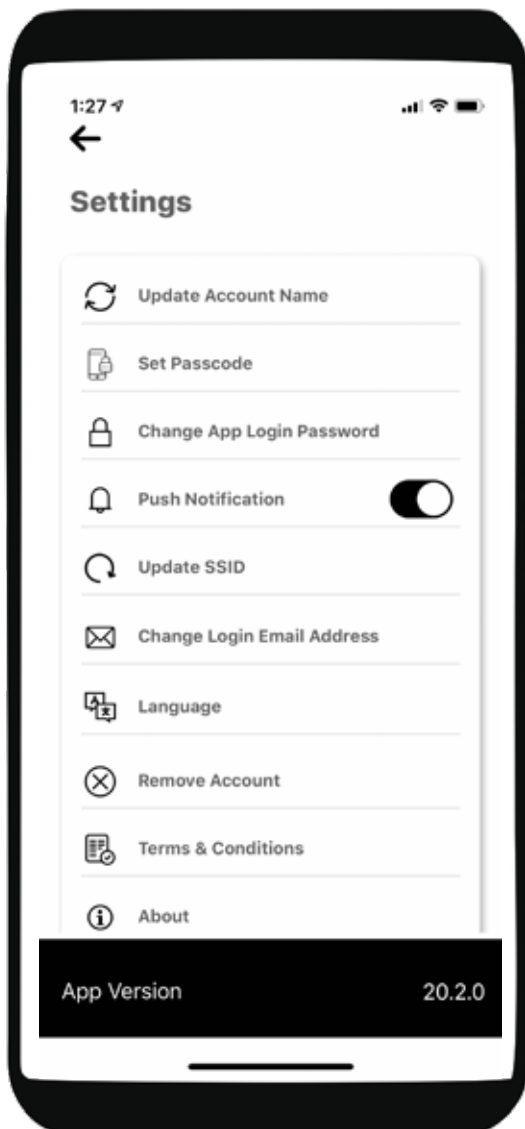 1:27
Settings
Update Account Name
Set Passcode
Change App Login Password
Push Notification
Update SSID
Change Login Email Address
Language
Remove Account
Terms & Conditions
About
App Version 20.2.0